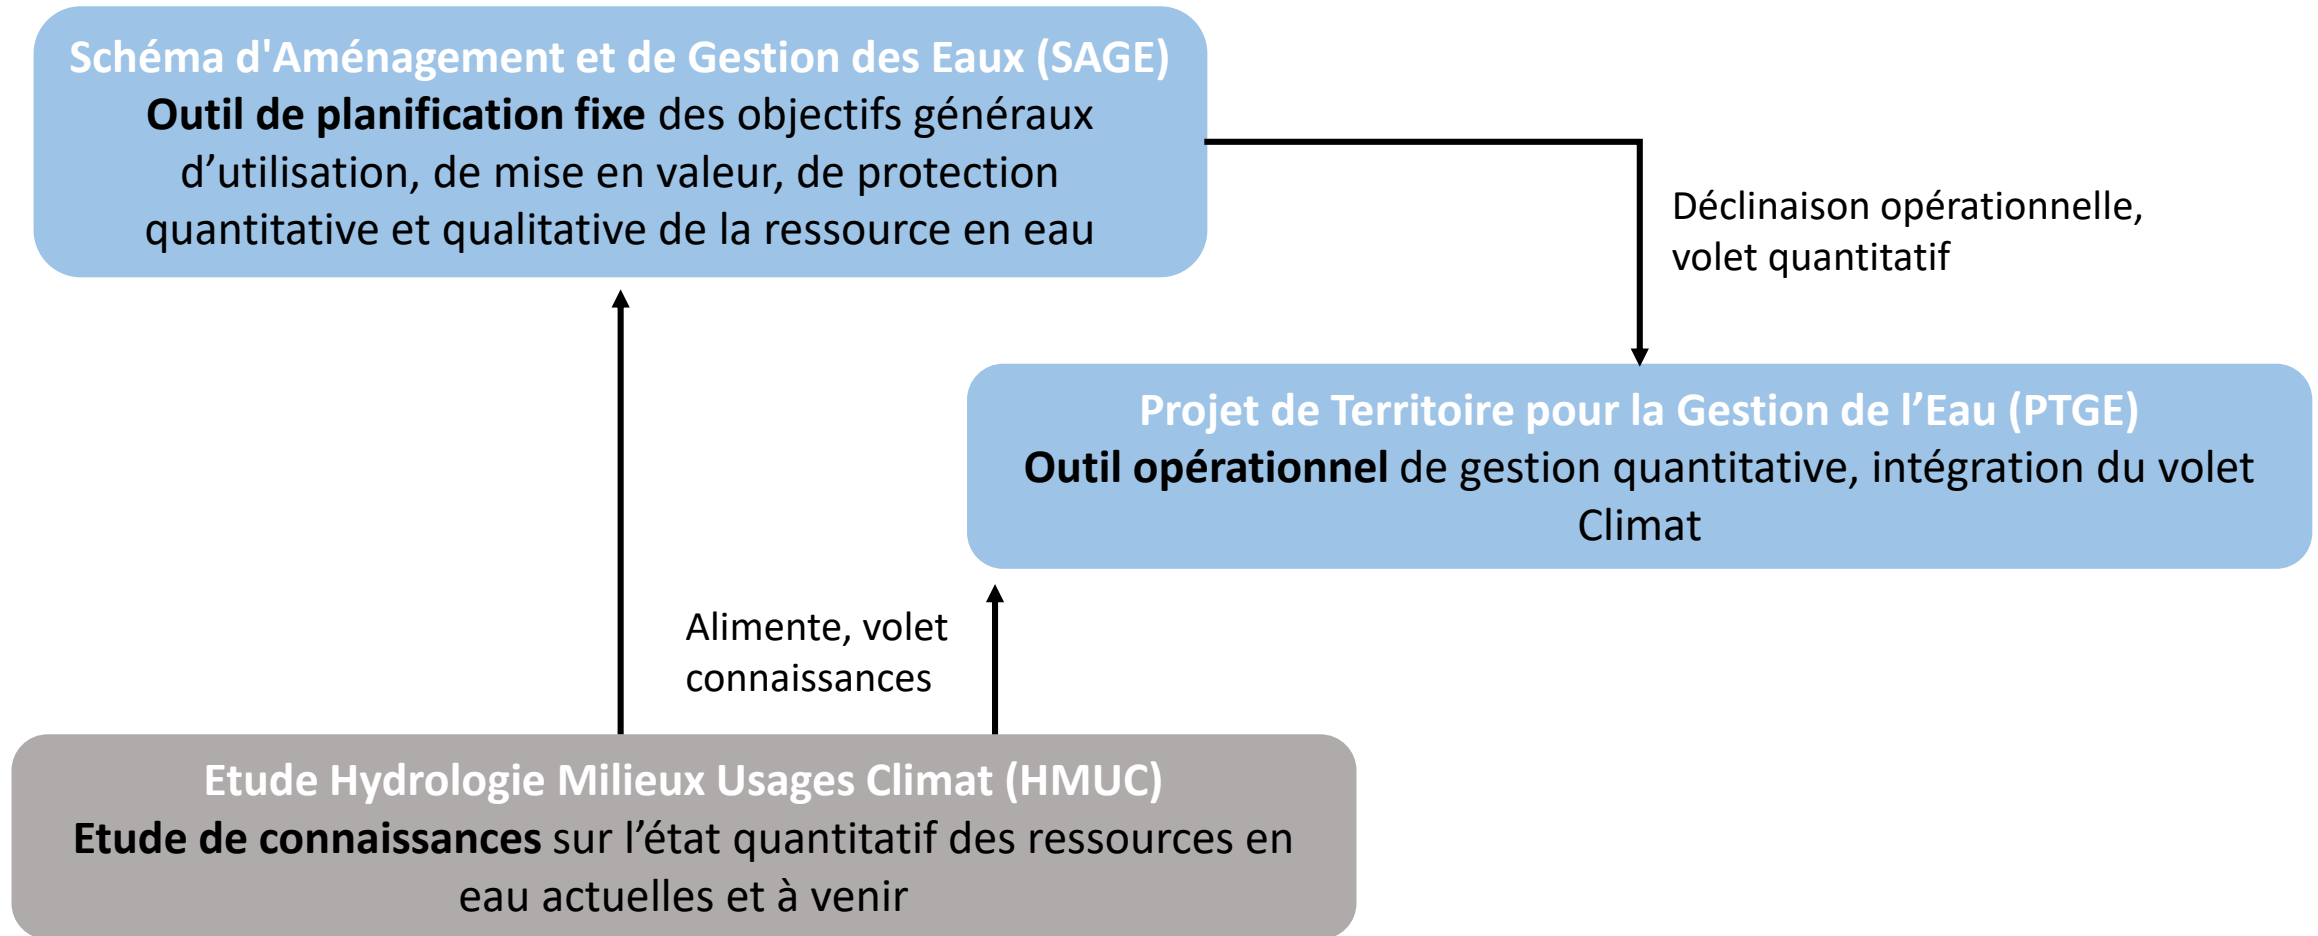 Schéma d'Aménagement et de Gestion des Eaux (SAGE)
Outil de planification fixe des objectifs généraux
d’utilisation, de mise en valeur, de protection
quantitative et qualitative de la ressource en eau
Déclinaison opérationnelle,
volet quantitatif
Projet de Territoire pour la Gestion de l’Eau (PTGE)
Outil opérationnel de gestion quantitative, intégration du volet
Climat
Alimente, volet
connaissances
Etude Hydrologie Milieux Usages Climat (HMUC)
Etude de connaissances sur l’état quantitatif des ressources en
eau actuelles et à venir